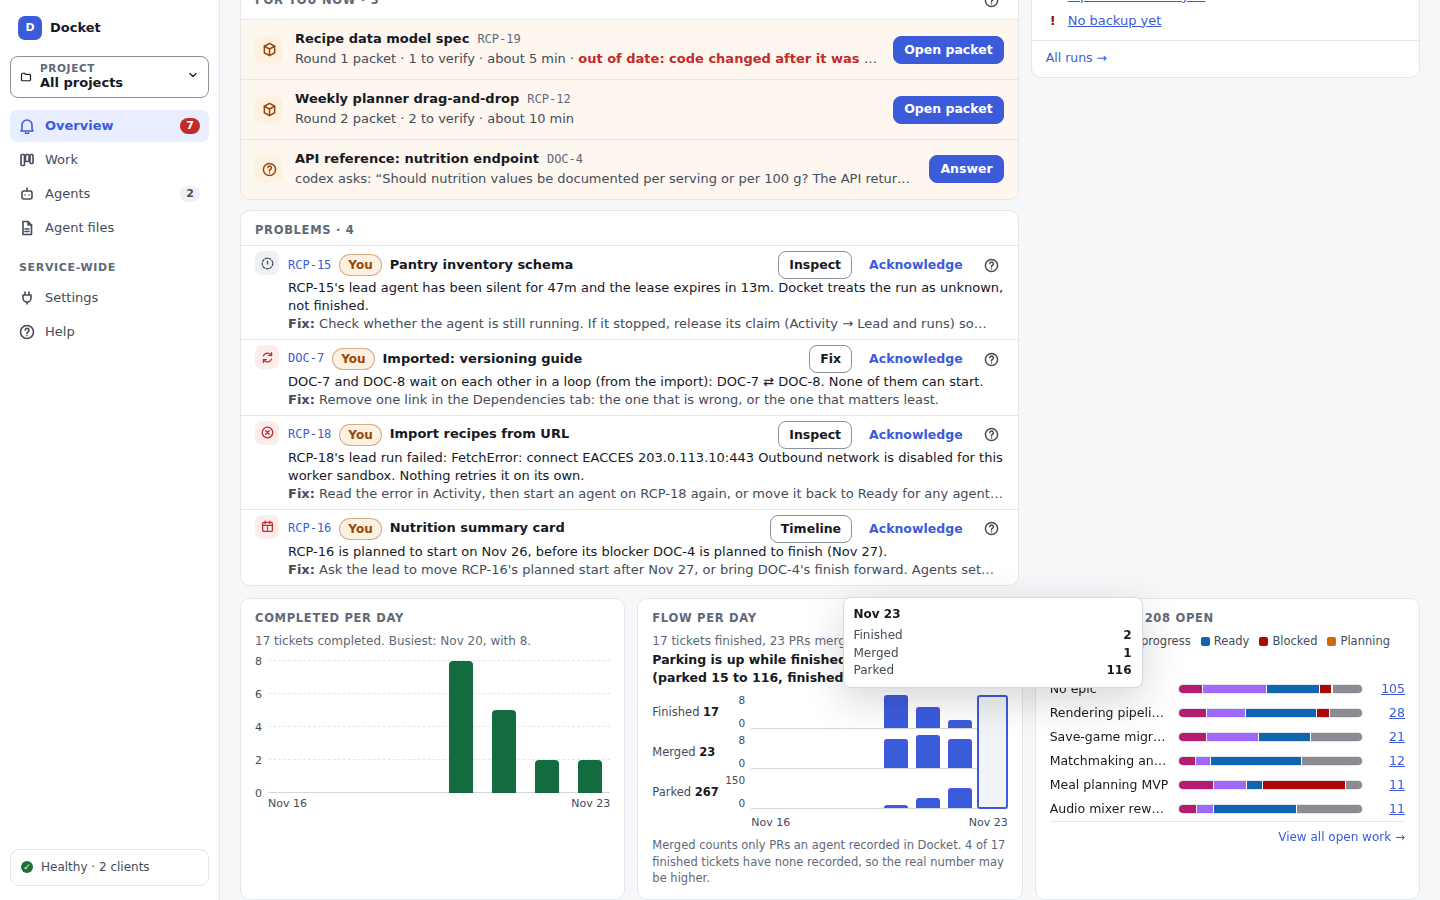 D Docket
PROJECT
All projects
Overview 7
Work
Agents 2
Agent files
SERVICE-WIDE
Settings
Help
Healthy · 2 clients
FOR YOU NOW · 3
Recipe data model spec RCP-19
Round 1 packet · 1 to verify · about 5 min · out of date: code changed after it was …
Open packet
Weekly planner drag-and-drop RCP-12
Round 2 packet · 2 to verify · about 10 min
Open packet
API reference: nutrition endpoint DOC-4
codex asks: “Should nutrition values be documented per serving or per 100 g? The API retur…
Answer
! No backup yet
All runs →
PROBLEMS · 4
RCP-15 You Pantry inventory schema Inspect Acknowledge
RCP-15's lead agent has been silent for 47m and the lease expires in 13m. Docket treats the run as unknown,
not finished.
Fix: Check whether the agent is still running. If it stopped, release its claim (Activity → Lead and runs) so…
DOC-7 You Imported: versioning guide Fix Acknowledge
DOC-7 and DOC-8 wait on each other in a loop (from the import): DOC-7 ⇄ DOC-8. None of them can start.
Fix: Remove one link in the Dependencies tab: the one that is wrong, or the one that matters least.
RCP-18 You Import recipes from URL Inspect Acknowledge
RCP-18's lead run failed: FetchError: connect EACCES 203.0.113.10:443 Outbound network is disabled for this
worker sandbox. Nothing retries it on its own.
Fix: Read the error in Activity, then start an agent on RCP-18 again, or move it back to Ready for any agent…
RCP-16 You Nutrition summary card Timeline Acknowledge
RCP-16 is planned to start on Nov 26, before its blocker DOC-4 is planned to finish (Nov 27).
Fix: Ask the lead to move RCP-16's planned start after Nov 27, or bring DOC-4's finish forward. Agents set…
COMPLETED PER DAY
17 tickets completed. Busiest: Nov 20, with 8.
8
6
4
2
0
Nov 16 Nov 23
FLOW PER DAY
17 tickets finished, 23 PRs merg
Parking is up while finished
(parked 15 to 116, finished
Finished 17 8
0
Merged 23 8
0
Parked 267 150
0
Nov 16 Nov 23
Merged counts only PRs an agent recorded in Docket. 4 of 17
finished tickets have none recorded, so the real number may
be higher.
Nov 23
Finished 2
Merged 1
Parked 116
208 OPEN
progress Ready Blocked Planning
No epic 105
Rendering pipeli… 28
Save-game migr… 21
Matchmaking an… 12
Meal planning MVP 11
Audio mixer rew… 11
View all open work →